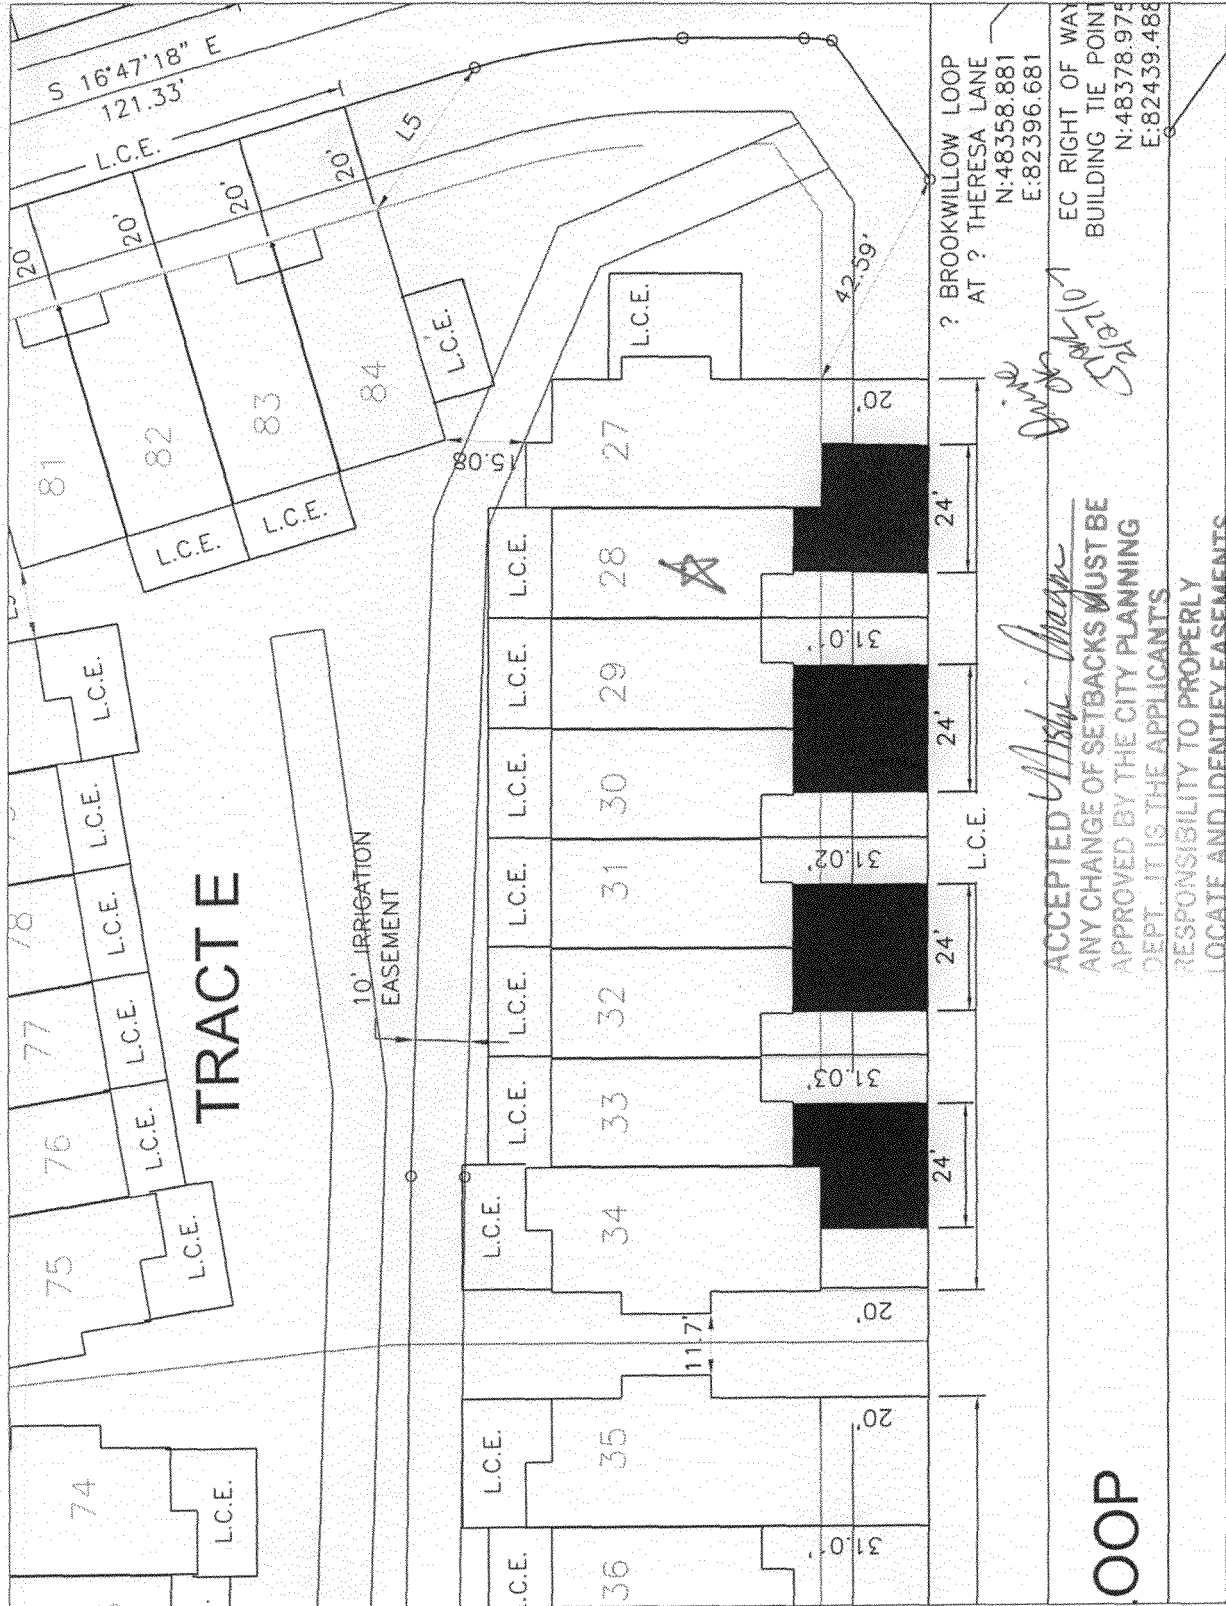 S 16°47'18" E
121.33'
L.C.E.
L5
20'
20'
20'
20'
81
82
83
84
L.C.E.
L.C.E.
L.C.E.
15.08
L.C.E.
42.59'
? BROOKWILLOW LOOP
AT ? THERESA LANE
N:48358.881
E:82396.681
EC RIGHT OF WAY
BUILDING TIE POINT
N:48378.975
E:82439.488
27
28
29
30
31
32
33
34
35
36
L.C.E.
L.C.E.
L.C.E.
L.C.E.
L.C.E.
L.C.E.
L.C.E.
L.C.E.
.C.E.
20'
31.01'
31.02'
31.03'
20'
20'
31.01'
24'
24'
24'
24'
L.C.E.
11.7'
10' IRRIGATION
EASEMENT
TRACT E
78
77
76
75
74
L.C.E.
L.C.E.
L.C.E.
L.C.E.
L.C.E.
L.C.E.
L.C.E.
ACCEPTED
ANY CHANGE OF SETBACKS MUST BE
APPROVED BY THE CITY PLANNING
DEPT. IT IS THE APPLICANT'S
RESPONSIBILITY TO PROPERLY
LOCATE AND IDENTIFY EASEMENTS
OOP